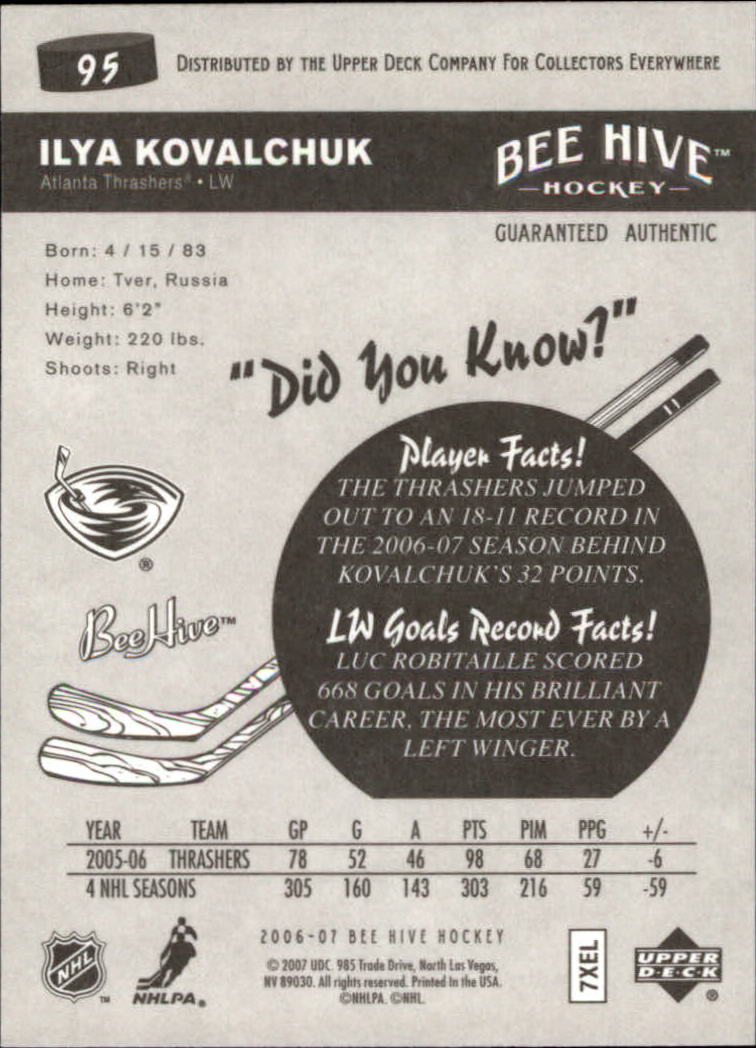 95
DISTRIBUTED BY THE UPPER DECK COMPANY FOR COLLECTORS EVERYWHERE
ILYA KOVALCHUK
Atlanta Thrashers® • LW
BEE HIVE™
HOCKEY
GUARANTEED AUTHENTIC
Born: 4 / 15 / 83
Home: Tver, Russia
Height: 6'2"
Weight: 220 lbs.
Shoots: Right
"Did You Know?"
Player Facts!
THE THRASHERS JUMPED
OUT TO AN 18-11 RECORD IN
THE 2006-07 SEASON BEHIND
KOVALCHUK'S 32 POINTS.
®
BeeHive™
LW Goals Record Facts!
LUC ROBITAILLE SCORED
668 GOALS IN HIS BRILLIANT
CAREER, THE MOST EVER BY A
LEFT WINGER.
YEAR TEAM GP G A PTS PIM PPG +/-
2005-06 THRASHERS 78 52 46 98 68 27 -6
4 NHL SEASONS 305 160 143 303 216 59 -59
NHL™
NHLPA®
2006-07 BEE HIVE HOCKEY
© 2007 UDC. 985 Trade Drive, North Las Vegas,
NV 89030. All rights reserved. Printed in the USA.
©NHLPA. ©NHL.
7XEL
UPPER
D·E·C·K
®